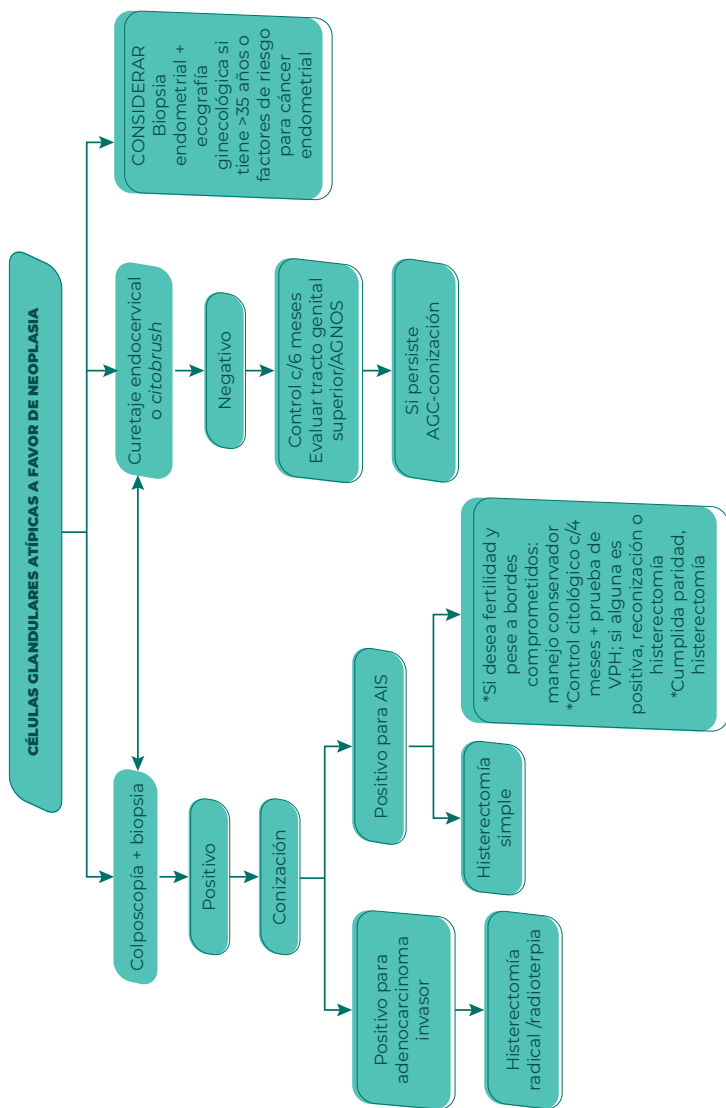 CÉLULAS GLANDULARES ATÍPICAS A FAVOR DE NEOPLASIA
Colposcopía + biopsia
Positivo
Conización
Positivo para
adenocarcinoma
invasor
Histerectomía
radical /radioterpia
Positivo para AIS
Histerectomía
simple
*Si desea fertilidad y
pese a bordes
comprometidos:
manejo conservador
*Control citológico c/4
meses + prueba de
VPH; si alguna es
positiva, reconización o
histerectomía
*Cumplida paridad,
histerectomía
Curetaje endocervical
o citobrush
Negativo
Control c/6 meses
Evaluar tracto genital
superior/AGNOS
Si persiste
AGC-conización
CONSIDERAR
Biopsia
endometrial +
ecografía
ginecológica si
tiene >35 años o
factores de riesgo
para cáncer
endometrial